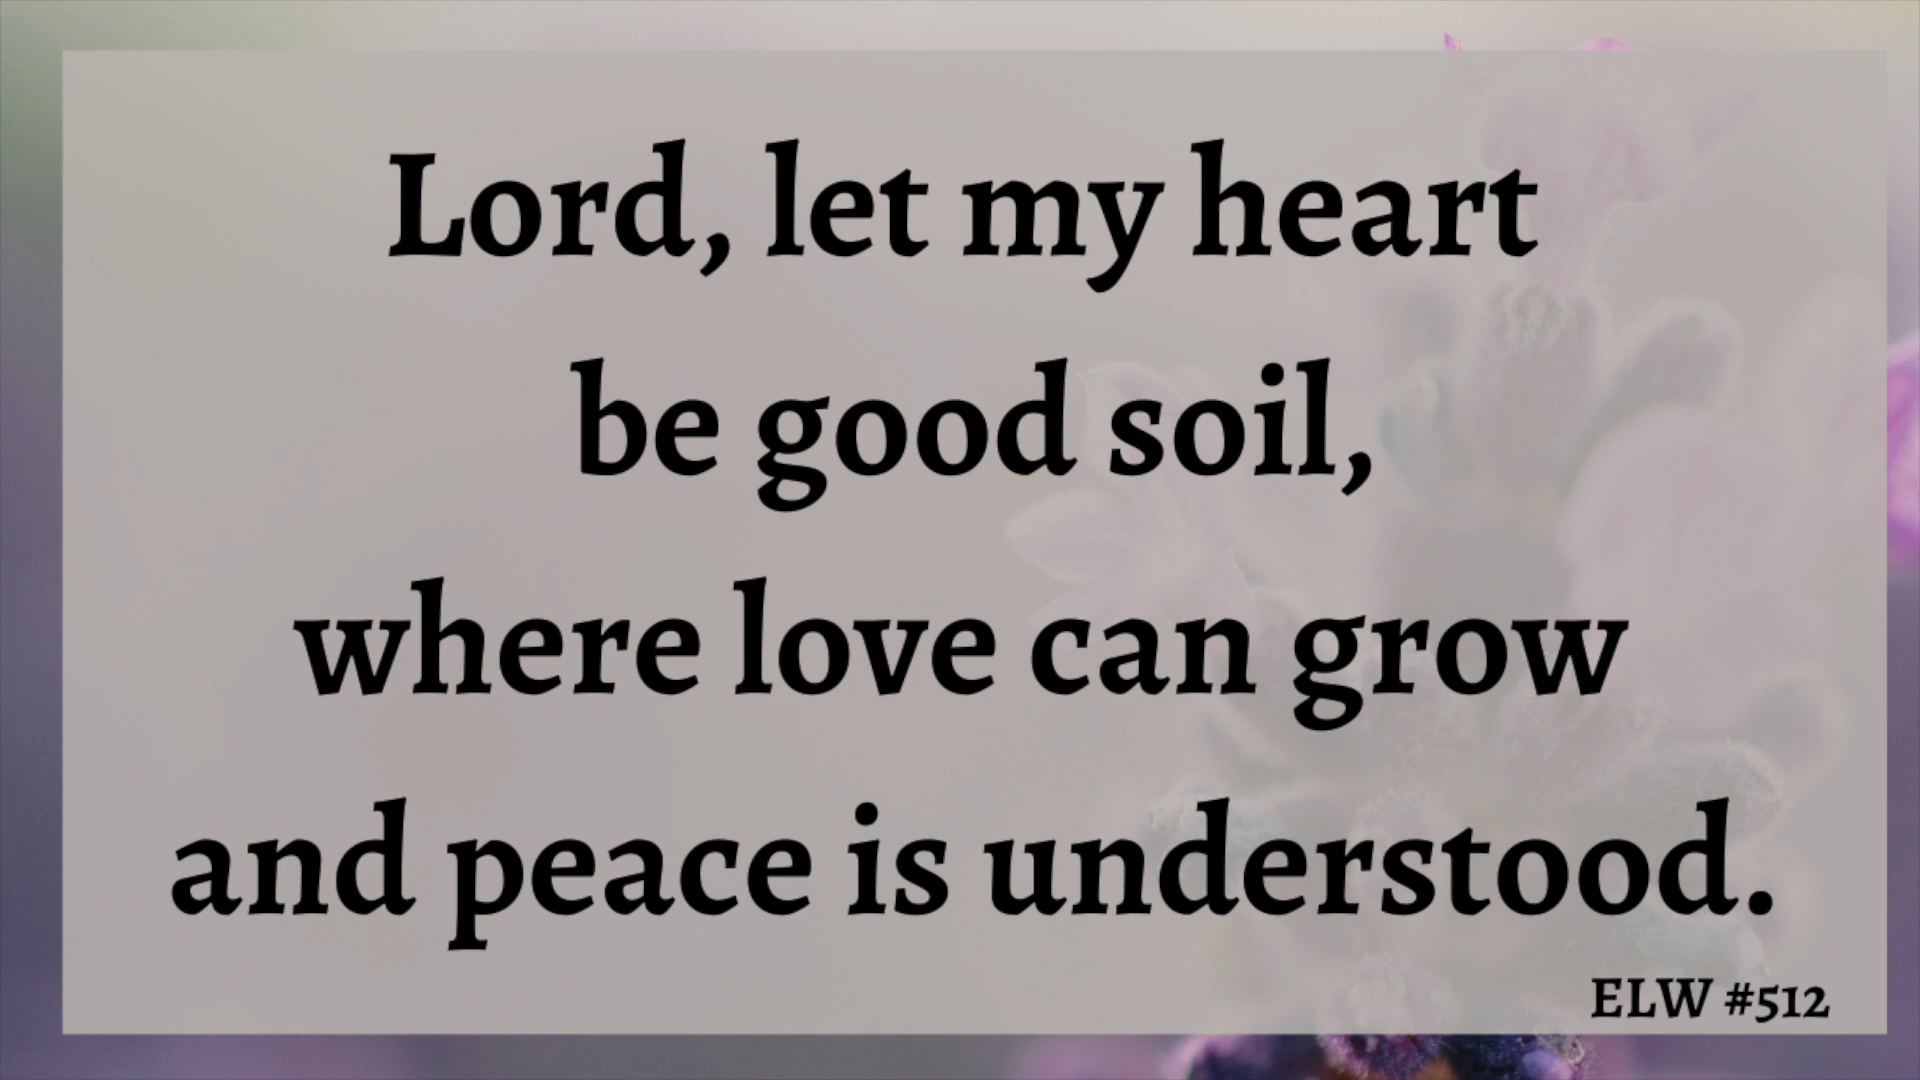 Lord, let my heart
be good soil,
where love can grow
and peace is understood.
ELW #512